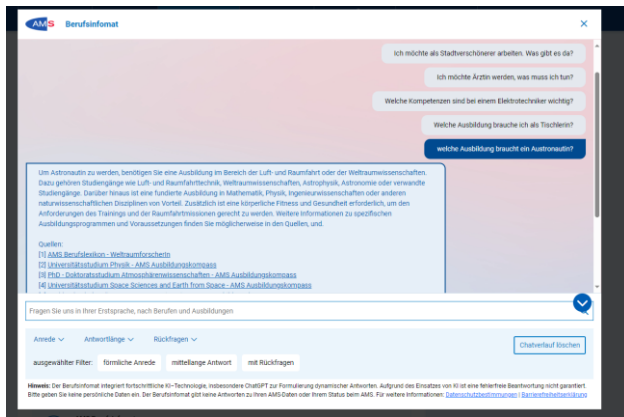 AMS Berufsinfomat
Ich möchte als Stadtverschönerer arbeiten. Was gibt es da?
Ich möchte Ärztin werden, was muss ich tun?
Welche Kompetenzen sind bei einem Elektrotechniker wichtig?
Welche Ausbildung brauche ich als Tischlerin?
welche Ausbildung braucht ein Austronautin?
Um Astronautin zu werden, benötigen Sie eine Ausbildung im Bereich der Luft- und Raumfahrt oder der Weltraumwissenschaften.
Dazu gehören Studiengänge wie Luft- und Raumfahrttechnik, Weltraumwissenschaften, Astrophysik, Astronomie oder verwandte
Studiengänge. Darüber hinaus ist eine fundierte Ausbildung in Mathematik, Physik, Ingenieurwissenschaften oder anderen
naturwissenschaftlichen Disziplinen von Vorteil. Zusätzlich ist eine körperliche Fitness und Gesundheit erforderlich, um den
Anforderungen des Trainings und der Raumfahrtmissionen gerecht zu werden. Weitere Informationen zu spezifischen
Ausbildungsprogrammen und Voraussetzungen finden Sie möglicherweise in den Quellen, und.
Quellen:
[1] AMS Berufslexikon - WeltraumforscherIn
[2] Universitätsstudium Physik - AMS Ausbildungskompass
[3] PhD - Doktoratsstudium Atmosphärenwissenschaften - AMS Ausbildungskompass
[4] Universitätsstudium Space Sciences and Earth from Space - AMS Ausbildungskompass
Fragen Sie uns in Ihrer Erstsprache, nach Berufen und Ausbildungen
Anrede Antwortlänge Rückfragen
Chatverlauf löschen
ausgewählter Filter: förmliche Anrede mittellange Antwort mit Rückfragen
Hinweis: Der Berufsinfomat integriert fortschrittliche KI-Technologie, insbesondere ChatGPT zur Formulierung dynamischer Antworten. Aufgrund des Einsatzes von KI ist eine fehlerfreie Beantwortung nicht garantiert.
Bitte geben Sie keine persönliche Daten ein. Der Berufsinfomat gibt keine Antworten zu Ihren AMS-Daten oder Ihrem Status beim AMS. Für weitere Informationen: Datenschutzbestimmungen | Barrierefreiheitserklärung